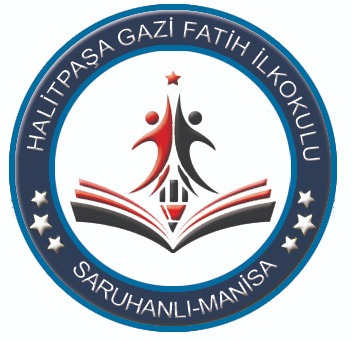 HALİTPAŞA GAZİ FATİH İLKOKULU
SARUHANLI-MANİSA